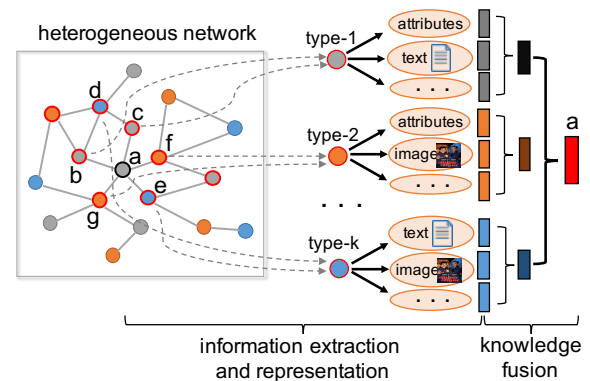 heterogeneous network
d
c
a
f
b
e
g
type-1
attributes
text
. . .
type-2
attributes
image
. . .
. . .
type-k
text
image
. . .
a
information extraction
and representation
knowledge
fusion